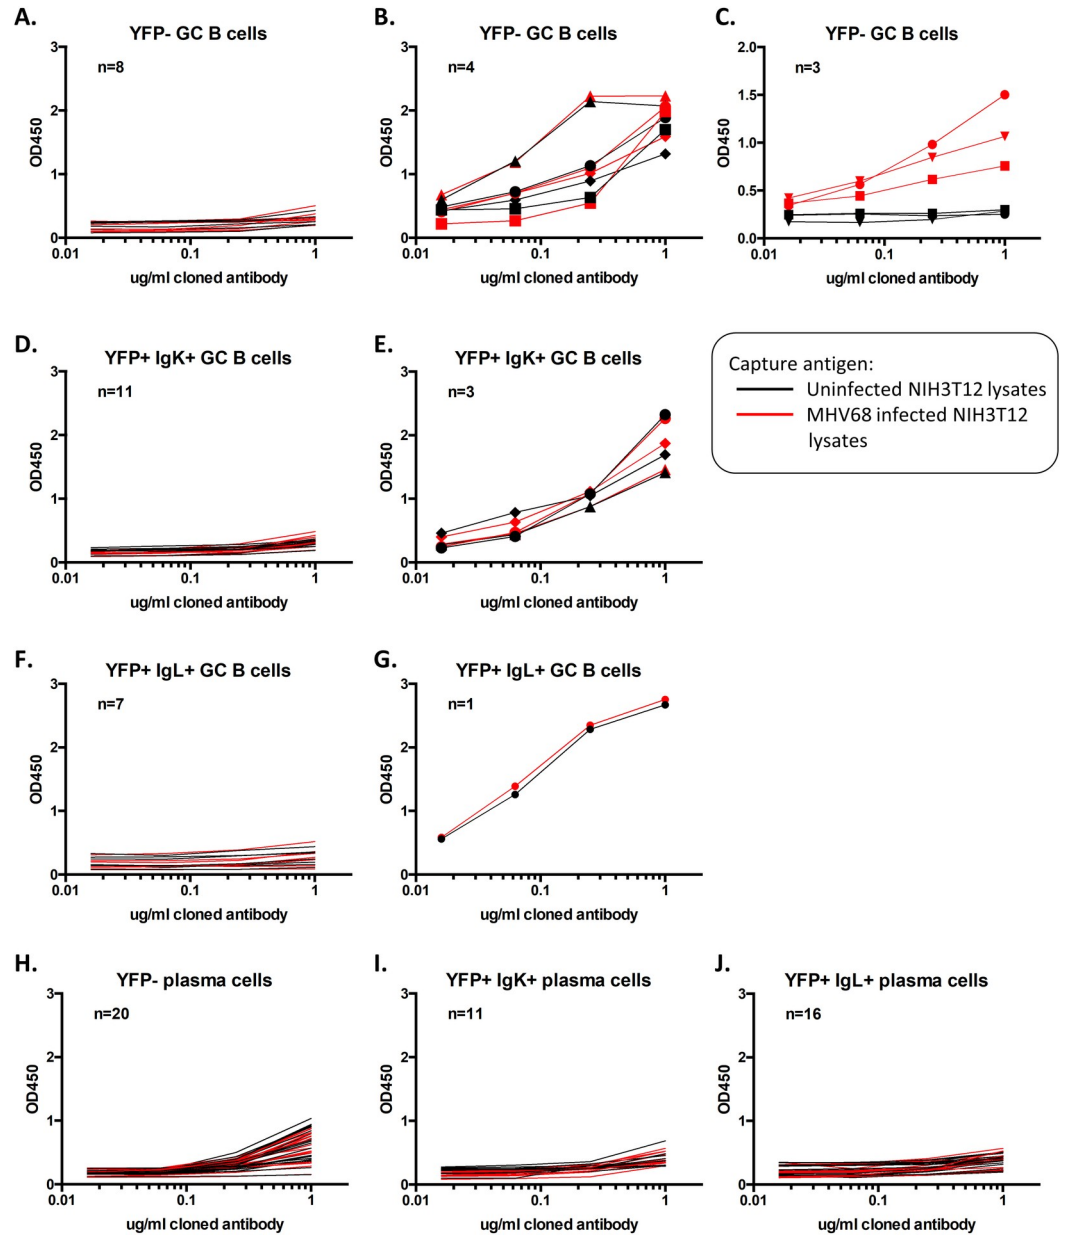 A.
YFP- GC B cells
n=8
3
2
1
0
OD450
0.01
0.1
1
ug/ml cloned antibody
B.
YFP- GC B cells
n=4
3
2
1
0
OD450
0.01
0.1
1
ug/ml cloned antibody
C.
YFP- GC B cells
n=3
2.0
1.5
1.0
0.5
0.0
OD450
0.01
0.1
1
ug/ml cloned antibody
D.
YFP+ IgK+ GC B cells
n=11
3
2
1
0
OD450
0.01
0.1
1
ug/ml cloned antibody
E.
YFP+ IgK+ GC B cells
n=3
3
2
1
0
OD450
0.01
0.1
1
ug/ml cloned antibody
Capture antigen:
Uninfected NIH3T12 lysates
MHV68 infected NIH3T12
lysates
F.
YFP+ IgL+ GC B cells
n=7
3
2
1
0
OD450
0.01
0.1
1
ug/ml cloned antibody
G.
YFP+ IgL+ GC B cells
n=1
3
2
1
0
OD450
0.01
0.1
1
ug/ml cloned antibody
H.
YFP- plasma cells
n=20
3
2
1
0
OD450
0.01
0.1
1
ug/ml cloned antibody
I.
YFP+ IgK+ plasma cells
n=11
3
2
1
0
OD450
0.01
0.1
1
ug/ml cloned antibody
J.
YFP+ IgL+ plasma cells
n=16
3
2
1
0
OD450
0.01
0.1
1
ug/ml cloned antibody